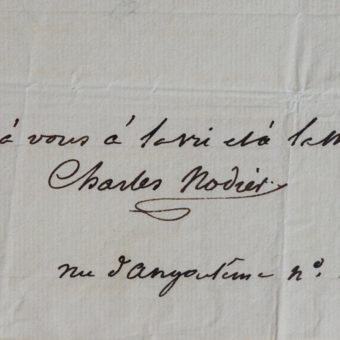 à vous à la vie et à la m
Charles Nodier
rue d'Angoulême n°.